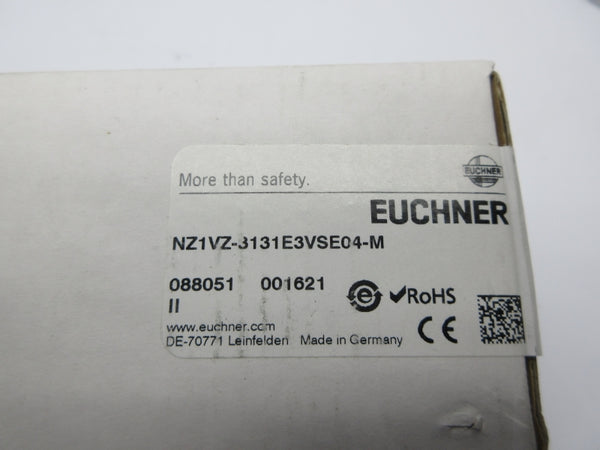 More than safety.
EUCHNER
EUCHNER
NZ1VZ-3131E3VSE04-M
088051 001621
e ✓RoHS
II
www.euchner.com
DE-70771 Leinfelden Made in Germany
CE